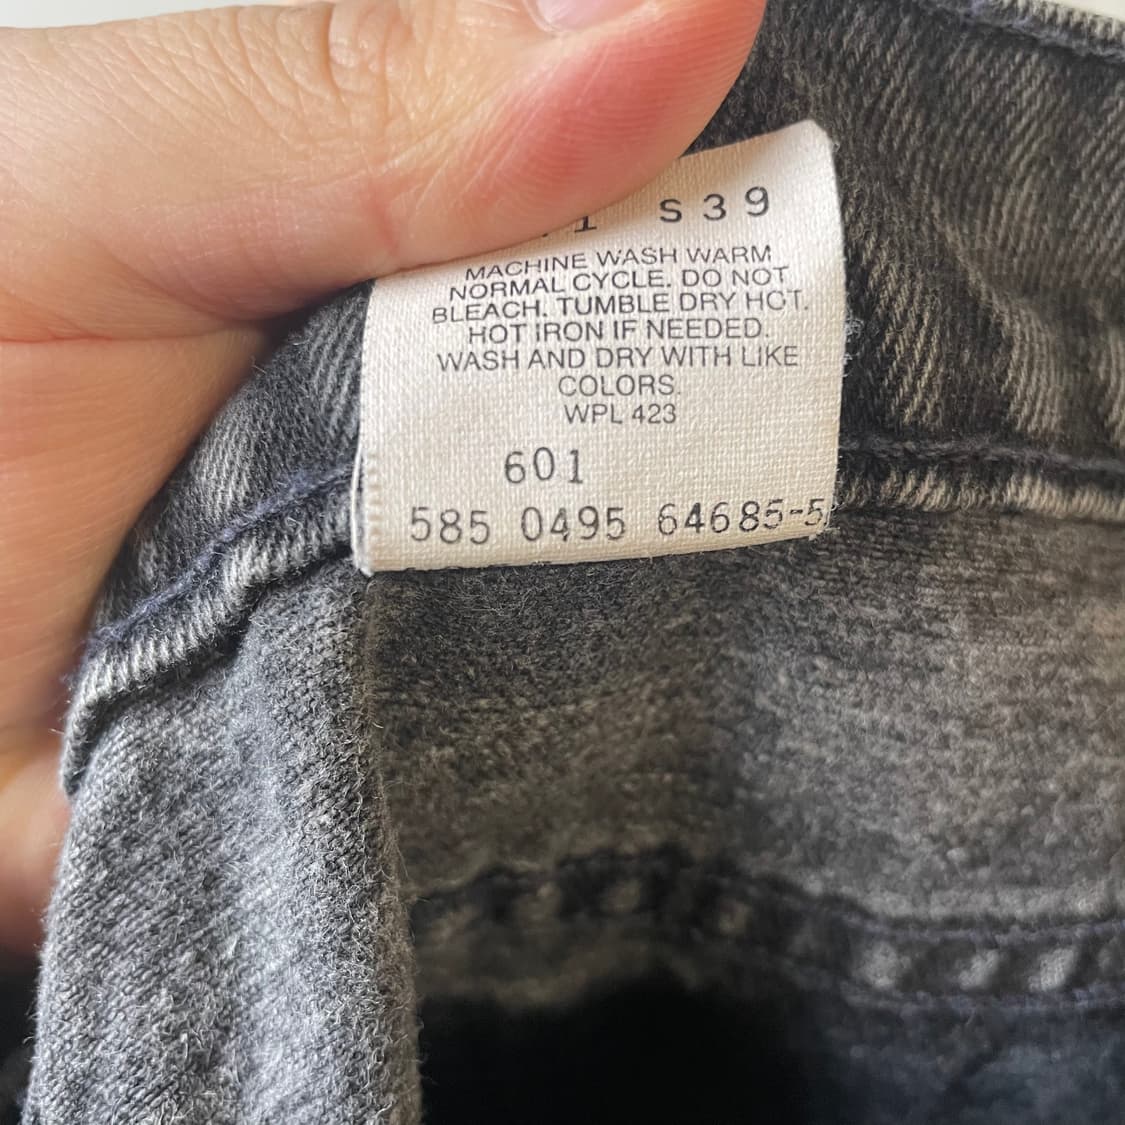 1 S39
MACHINE WASH WARM
NORMAL CYCLE. DO NOT
BLEACH. TUMBLE DRY HOT.
HOT IRON IF NEEDED.
WASH AND DRY WITH LIKE
COLORS.
WPL 423
601
585 0495 64685-5